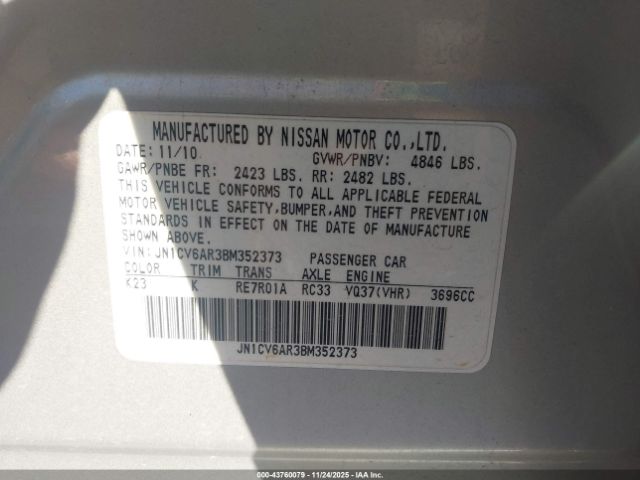 MANUFACTURED BY NISSAN MOTOR CO.,LTD.
DATE: 11/10 GVWR/PNBV: 4846 LBS.
GAWR/PNBE FR: 2423 LBS. RR: 2482 LBS.
THIS VEHICLE CONFORMS TO ALL APPLICABLE FEDERAL
MOTOR VEHICLE SAFETY,BUMPER,AND THEFT PREVENTION
STANDARDS IN EFFECT ON THE DATE OF MANUFACTURE
SHOWN ABOVE.
VIN: JN1CV6AR3BM352373 PASSENGER CAR
COLOR TRIM TRANS AXLE ENGINE
K23 K RE7R01A RC33 VQ37(VHR) 3696CC
JN1CV6AR3BM352373
000-43760079 - 11/24/2025 - IAA Inc.